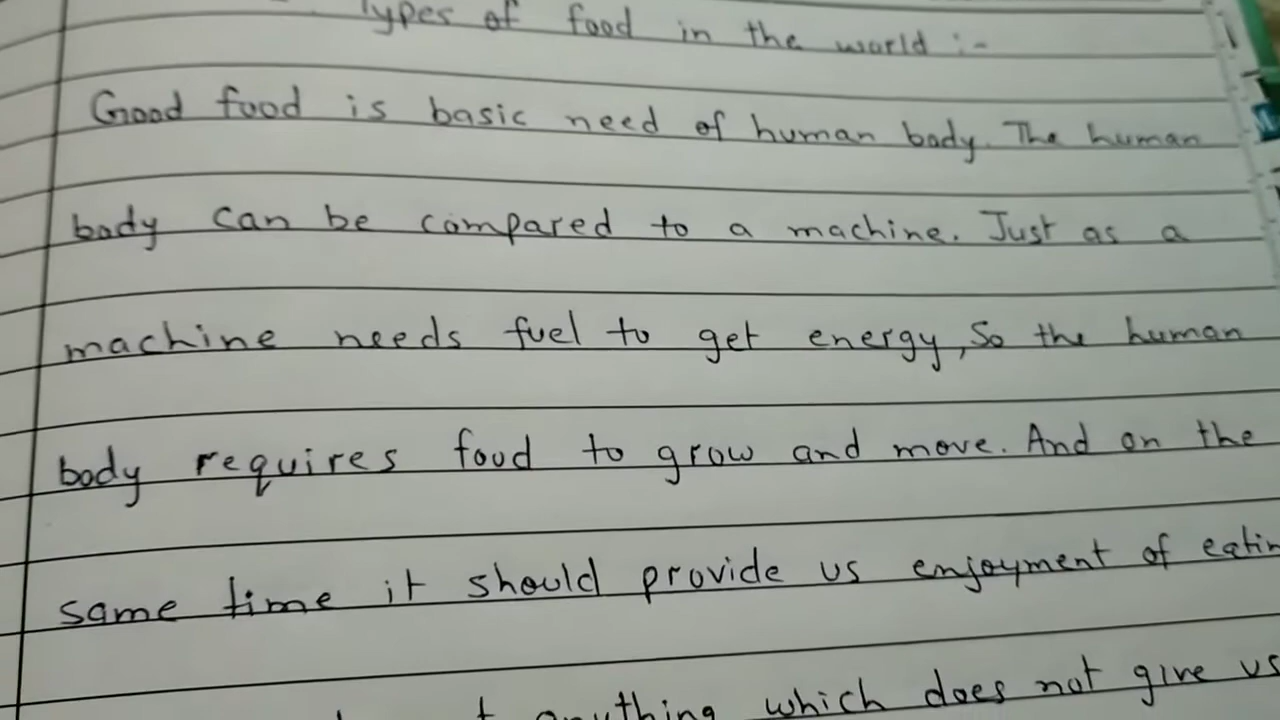 Types of food in the world :-
Good food is basic need of human body. The human
body can be compared to a machine. Just as a
machine needs fuel to get energy, So the human
body requires food to grow and move. And on the
same time it should provide us enjoyment of eatin
anything which does not give us